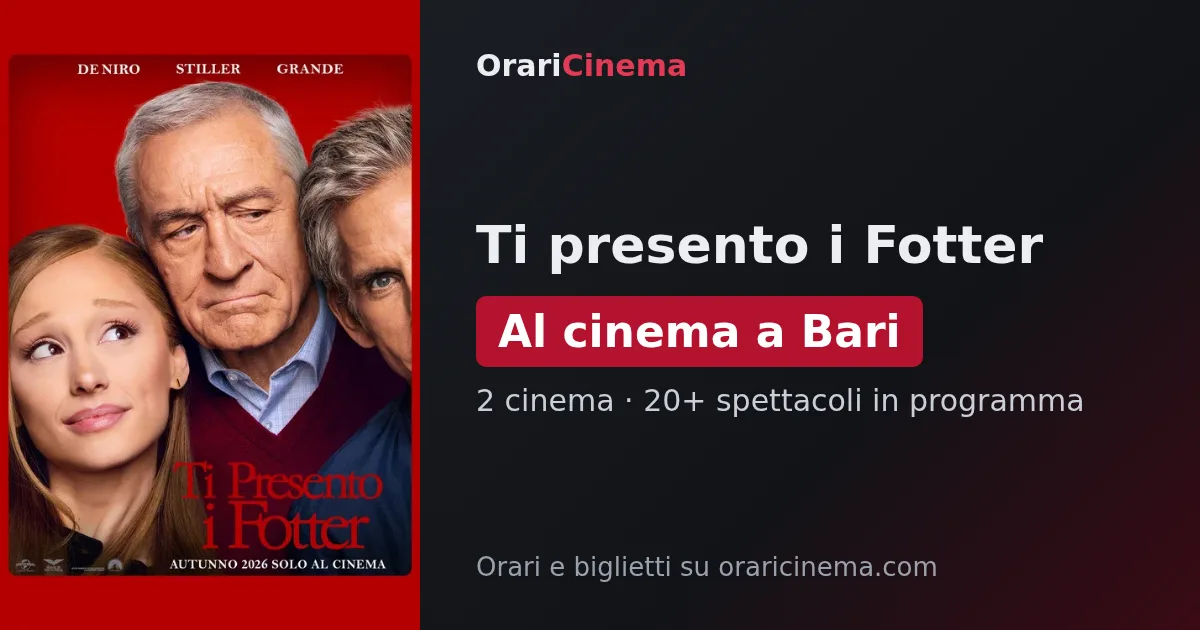 DE NIRO STILLER GRANDE
Ti Presento
i Fotter
AUTUNNO 2026 SOLO AL CINEMA
OrariCinema
Ti presento i Fotter
Al cinema a Bari
2 cinema · 20+ spettacoli in programma
Orari e biglietti su oraricinema.com